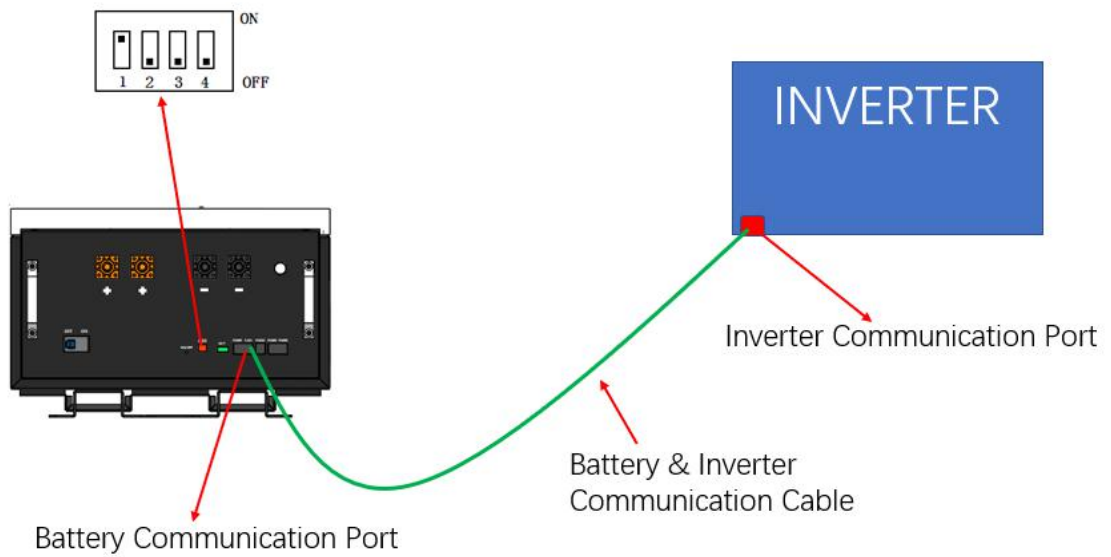 ON
1 2 3 4
OFF
INVERTER
+ + − −
Inverter Communication Port
Battery & Inverter
Communication Cable
Battery Communication Port